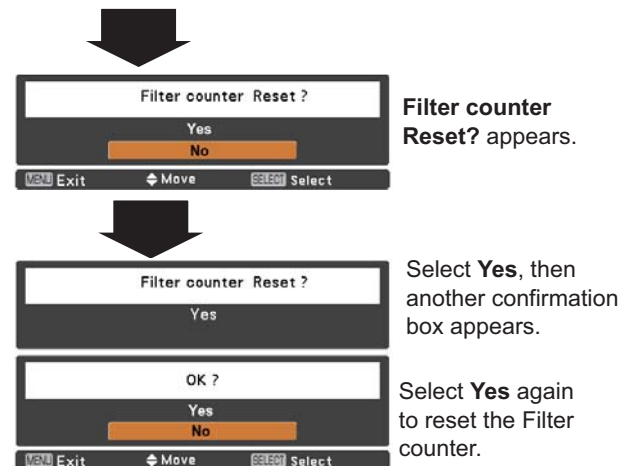 Filter counter Reset ?
Yes
No
MENU Exit Move SELECT Select
Filter counter
Reset? appears.
Filter counter Reset ?
Yes
Select Yes, then
another confirmation
box appears.
OK ?
Yes
No
MENU Exit Move SELECT Select
Select Yes again
to reset the Filter
counter.